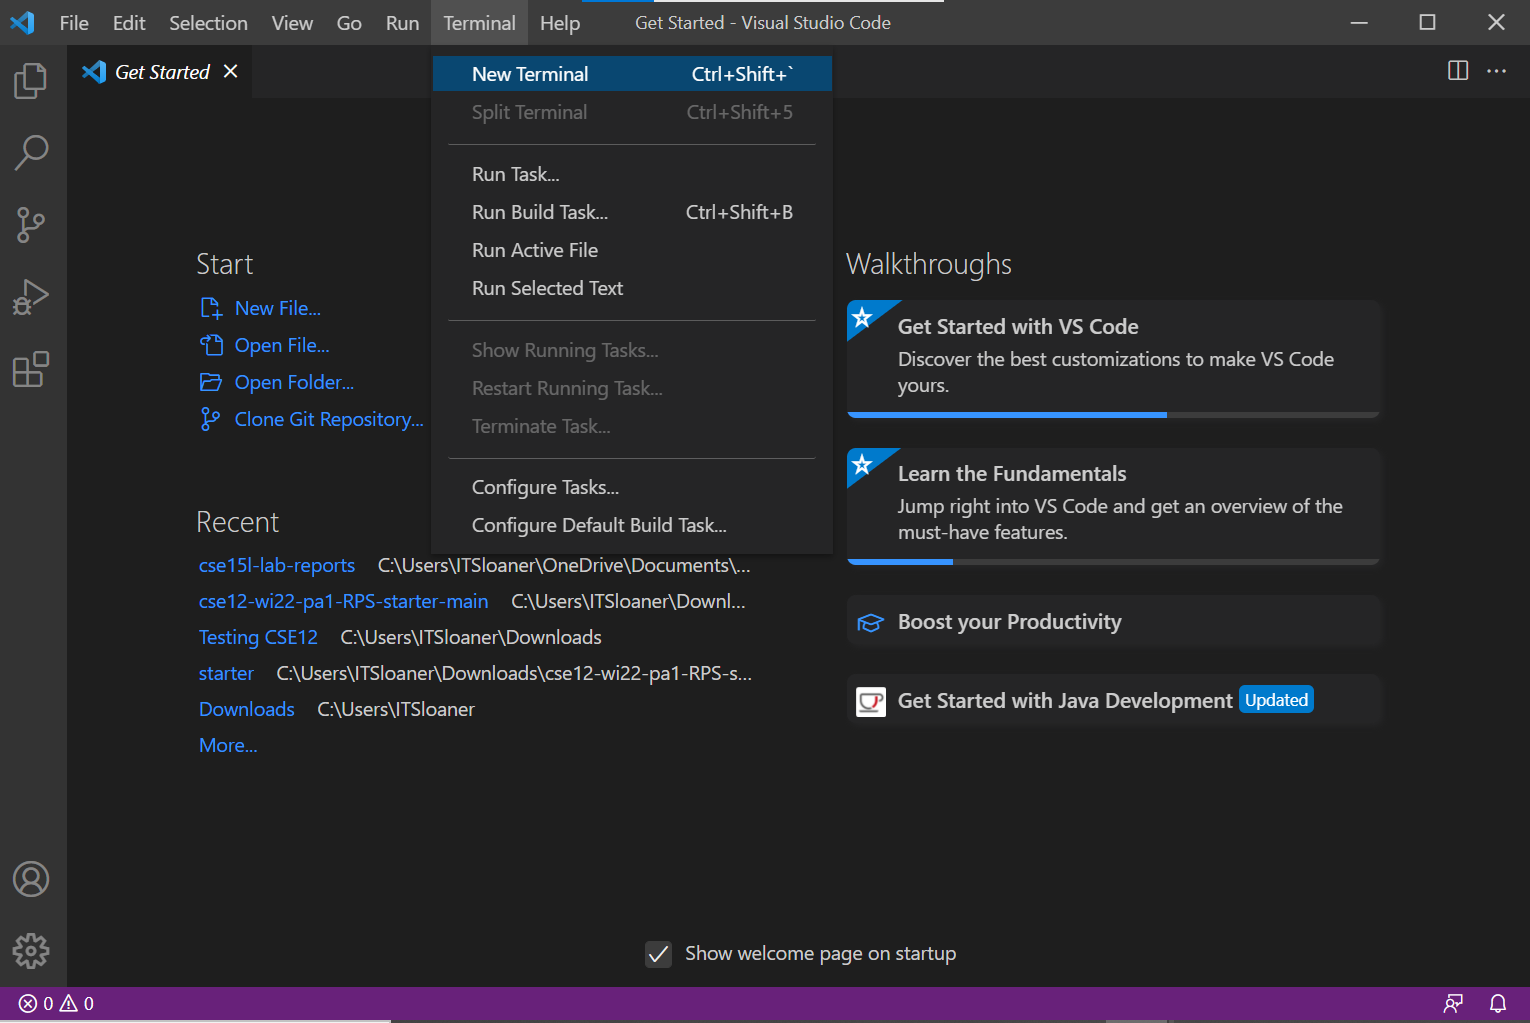 File Edit Selection View Go Run Terminal Help Get Started - Visual Studio Code
Get Started
New Terminal Ctrl+Shift+`
Split Terminal Ctrl+Shift+5
Run Task...
Run Build Task... Ctrl+Shift+B
Run Active File
Run Selected Text
Show Running Tasks...
Restart Running Task...
Terminate Task...
Configure Tasks...
Configure Default Build Task...
Start
New File...
Open File...
Open Folder...
Clone Git Repository...
Recent
cse15l-lab-reports C:\Users\ITSloaner\OneDrive\Documents\...
cse12-wi22-pa1-RPS-starter-main C:\Users\ITSloaner\Downl...
Testing CSE12 C:\Users\ITSloaner\Downloads
starter C:\Users\ITSloaner\Downloads\cse12-wi22-pa1-RPS-s...
Downloads C:\Users\ITSloaner
More...
Walkthroughs
Get Started with VS Code
Discover the best customizations to make VS Code
yours.
Learn the Fundamentals
Jump right into VS Code and get an overview of the
must-have features.
Boost your Productivity
Get Started with Java Development Updated
Show welcome page on startup
0 0